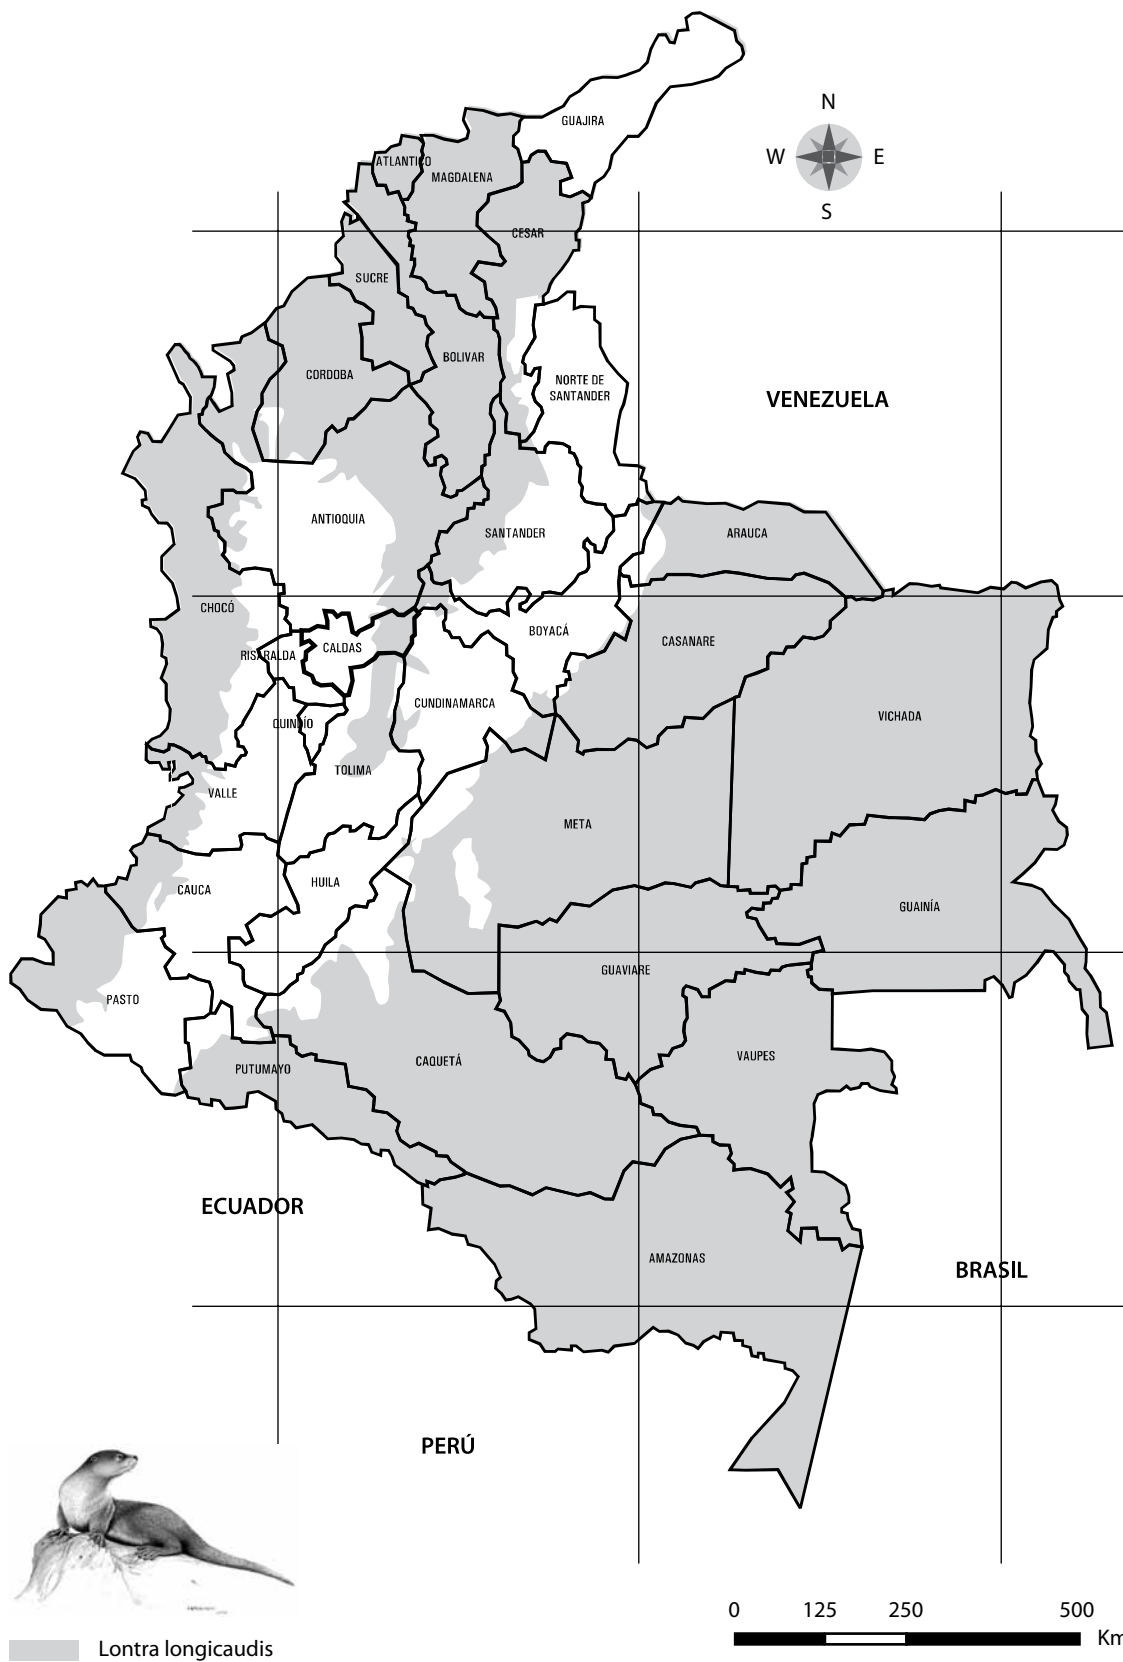 N
GUAJIRA
W
E
ATLANTICO
MAGDALENA
S
CESAR
SUCRE
BOLIVAR
CORDOBA
NORTE DE
SANTANDER
VENEZUELA
ANTIOQUIA
SANTANDER
ARAUCA
CHOCÓ
BOYACÁ
CASANARE
CALDAS
RISARALDA
CUNDINAMARCA
VICHADA
QUINDÍO
TOLIMA
VALLE
META
HUILA
CAUCA
GUAINÍA
GUAVIARE
PASTO
VAUPES
CAQUETÁ
PUTUMAYO
ECUADOR
AMAZONAS
BRASIL
PERÚ
0 125 250 500
Km
Lontra longicaudis